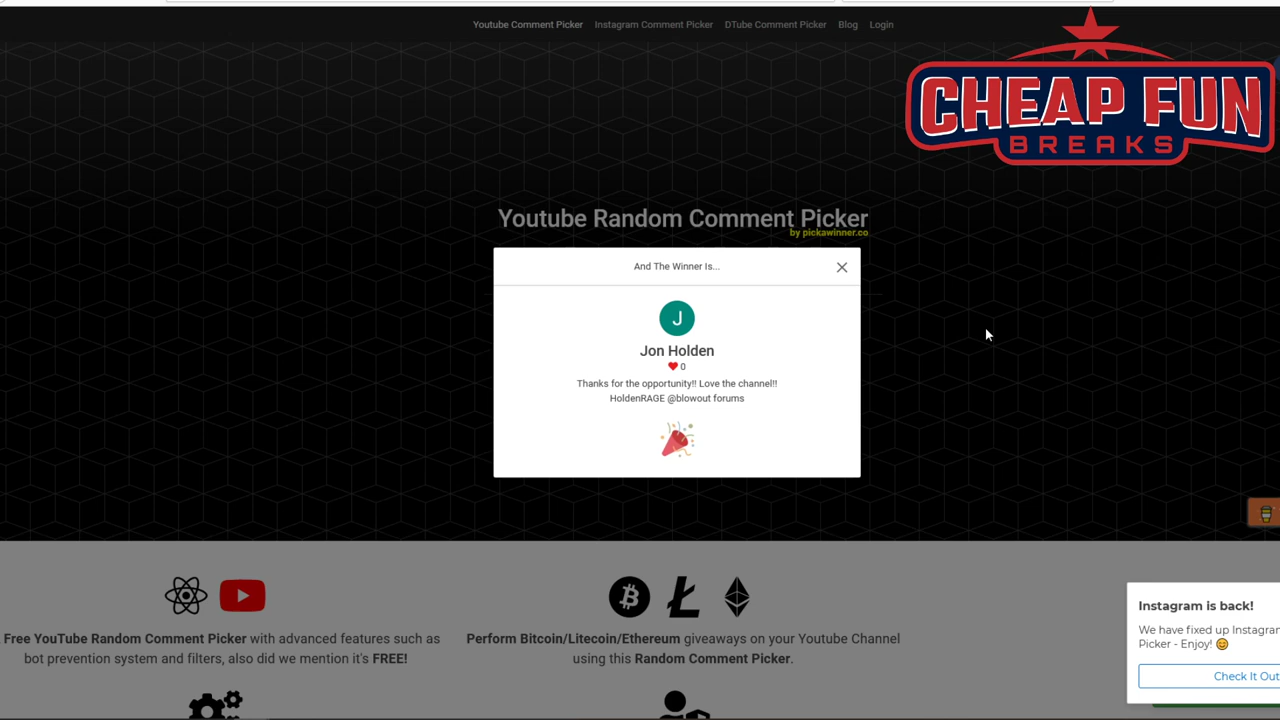 Youtube Comment Picker Instagram Comment Picker DTube Comment Picker Blog Login
CHEAP FUN
BREAKS
Youtube Random Comment Picker
by pickawinner.co
And The Winner Is...
J
Jon Holden
0
Thanks for the opportunity!! Love the channel!!
HoldenRAGE @blowout forums
Free YouTube Random Comment Picker with advanced features such as
bot prevention system and filters, also did we mention it's FREE!
Perform Bitcoin/Litecoin/Ethereum giveaways on your Youtube Channel
using this Random Comment Picker.
Instagram is back!
We have fixed up Instagram
Picker - Enjoy! 😊
Check It Out